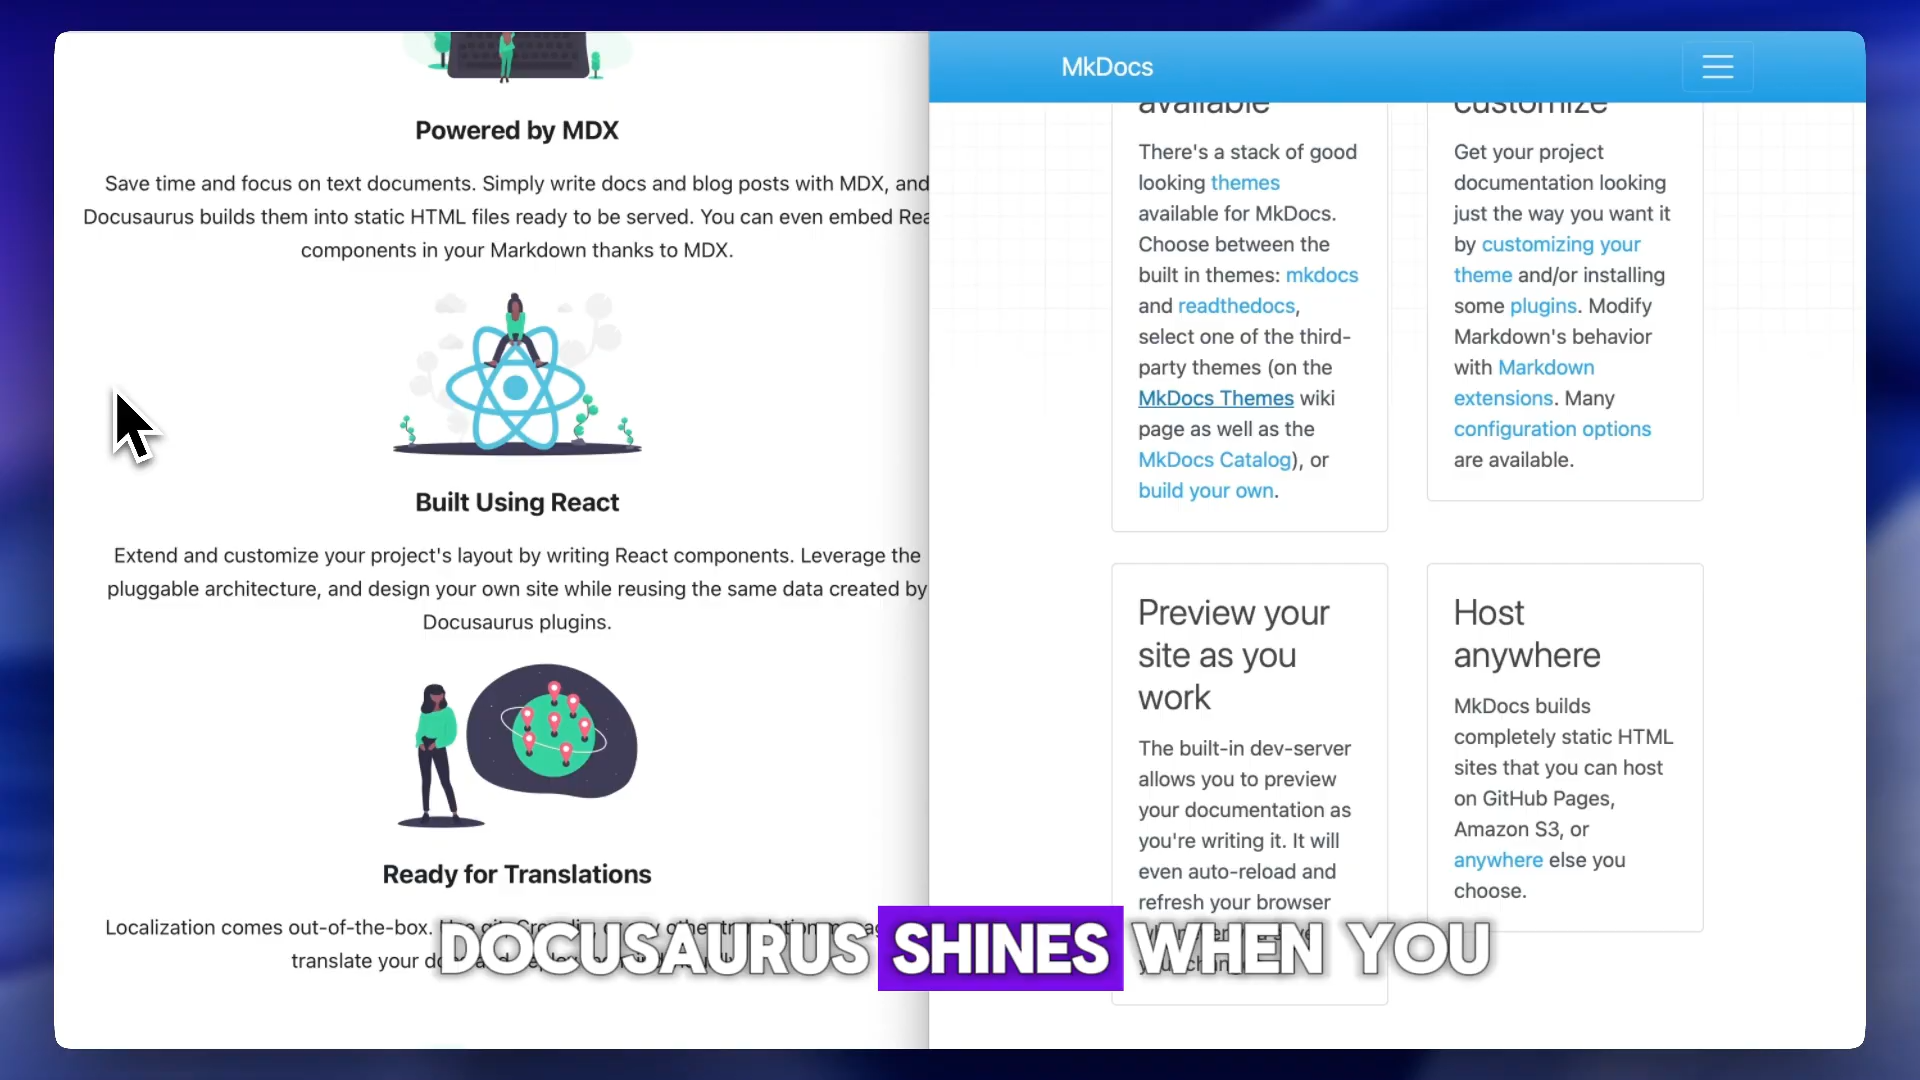 Powered by MDX
Save time and focus on text documents. Simply write docs and blog posts with MDX, and
Docusaurus builds them into static HTML files ready to be served. You can even embed Rea
components in your Markdown thanks to MDX.
Built Using React
Extend and customize your project's layout by writing React components. Leverage the
pluggable architecture, and design your own site while reusing the same data created by
Docusaurus plugins.
Ready for Translations
Localization comes out-of-the-box.
translate your
MkDocs
available
There's a stack of good
looking themes
available for MkDocs.
Choose between the
built in themes: mkdocs
and readthedocs,
select one of the third-
party themes (on the
MkDocs Themes wiki
page as well as the
MkDocs Catalog), or
build your own.
customize
Get your project
documentation looking
just the way you want it
by customizing your
theme and/or installing
some plugins. Modify
Markdown's behavior
with Markdown
extensions. Many
configuration options
are available.
Preview your
site as you
work
The built-in dev-server
allows you to preview
your documentation as
you're writing it. It will
even auto-reload and
refresh your browser
Host
anywhere
MkDocs builds
completely static HTML
sites that you can host
on GitHub Pages,
Amazon S3, or
anywhere else you
choose.
DOCUSAURUS SHINES WHEN YOU